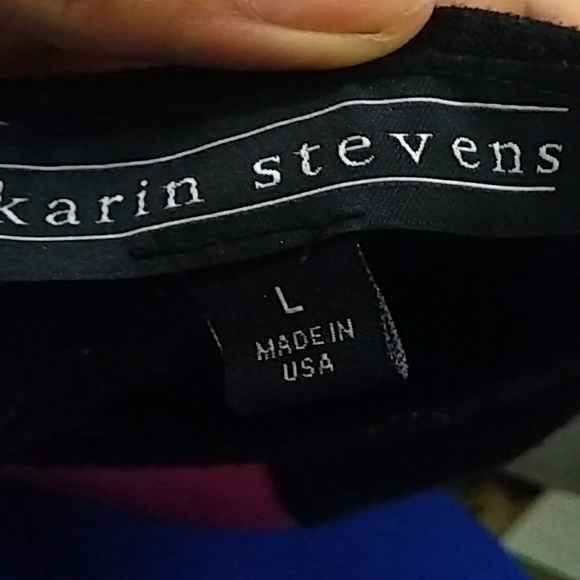 karin stevens
L
MADE IN
USA